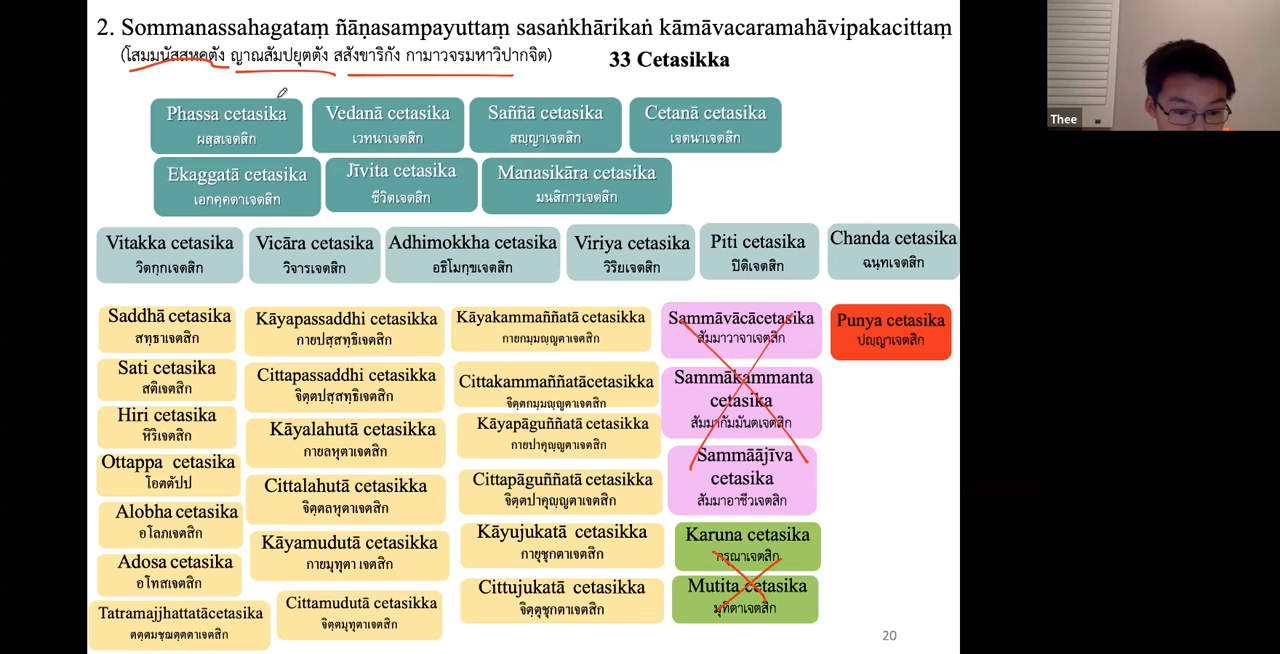 2. Sommanassahagataṃ ñāṇasampayuttaṃ sasaṅkhārikaṅ kāmāvacaramahāvipakacittaṃ
(โสมมนัสสหคตัง ญาณสัมปยุตตัง สสังขาริกัง กามาวจรมหาวิปากจิต)
33 Cetasikka
Thee
Phassa cetasika
ผสฺสเจตสิก
Vedanā cetasika
เวทนาเจตสิก
Saññā cetasika
สญฺญาเจตสิก
Cetanā cetasika
เจตนาเจตสิก
Ekaggatā cetasika
เอกคฺคตาเจตสิก
Jīvita cetasika
ชีวิตเจตสิก
Manasikāra cetasika
มนสิการเจตสิก
Vitakka cetasika
วิตกฺกเจตสิก
Vicāra cetasika
วิจารเจตสิก
Adhimokkha cetasika
อธิโมกฺขเจตสิก
Viriya cetasika
วิริยเจตสิก
Piti cetasika
ปีติเจตสิก
Chanda cetasika
ฉนฺทเจตสิก
Saddhā cetasika
สทฺธาเจตสิก
Sati cetasika
สติเจตสิก
Hiri cetasika
หิริเจตสิก
Ottappa cetasika
โอตตัปป
Alobha cetasika
อโลภเจตสิก
Adosa cetasika
อโทสเจตสิก
Tatramajjhattatācetasika
ตตฺตมชฺฌตฺตตาเจตสิก
Kāyapassaddhi cetasikka
กายปสฺสทฺธิเจตสิก
Cittapassaddhi cetasikka
จิตฺตปสฺสทฺธิเจตสิก
Kāyalahutā cetasikka
กายลหุตาเจตสิก
Cittalahutā cetasikka
จิตฺตลหุตาเจตสิก
Kāyamudutā cetasikka
กายมุทุตา เจตสิก
Cittamudutā cetasikka
จิตฺตมุทุตาเจตสิก
Kāyakammaññatā cetasikka
กายกมฺมญฺญตาเจตสิก
Cittakammaññatācetasikka
จิตฺตกมฺมญฺญตาเจตสิก
Kāyapāguññatā cetasikka
กายปาคุญฺญตาเจตสิก
Cittapāguññatā cetasikka
จิตฺตปาคุญฺญตาเจตสิก
Kāyujukatā cetasikka
กายุชุกตาเจตสิก
Cittujukatā cetasikka
จิตฺตุชุกตาเจตสิก
Sammāvācācetasika
สัมมาวาจาเจตสิก
Sammākammanta
cetasika
สัมมากัมมันตเจตสิก
Sammāājīva
cetasika
สัมมาอาชีวเจตสิก
Karuna cetasika
กรุณาเจตสิก
Mutita cetasika
มุทิตาเจตสิก
Punya cetasika
ปญฺญาเจตสิก
20